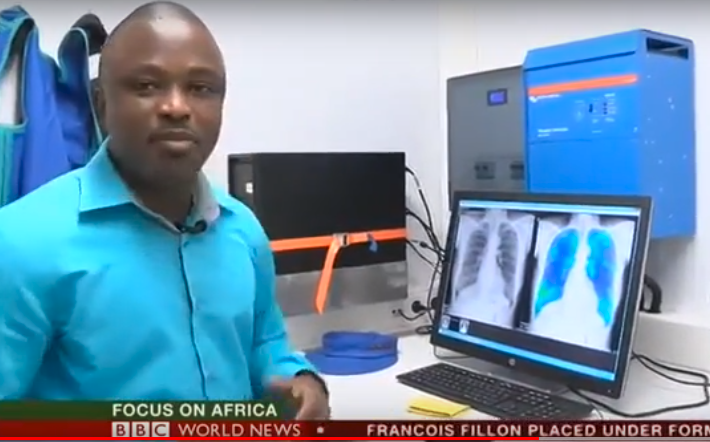 FOCUS ON AFRICA
BBC WORLD NEWS • FRANCOIS FILLON PLACED UNDER FORM